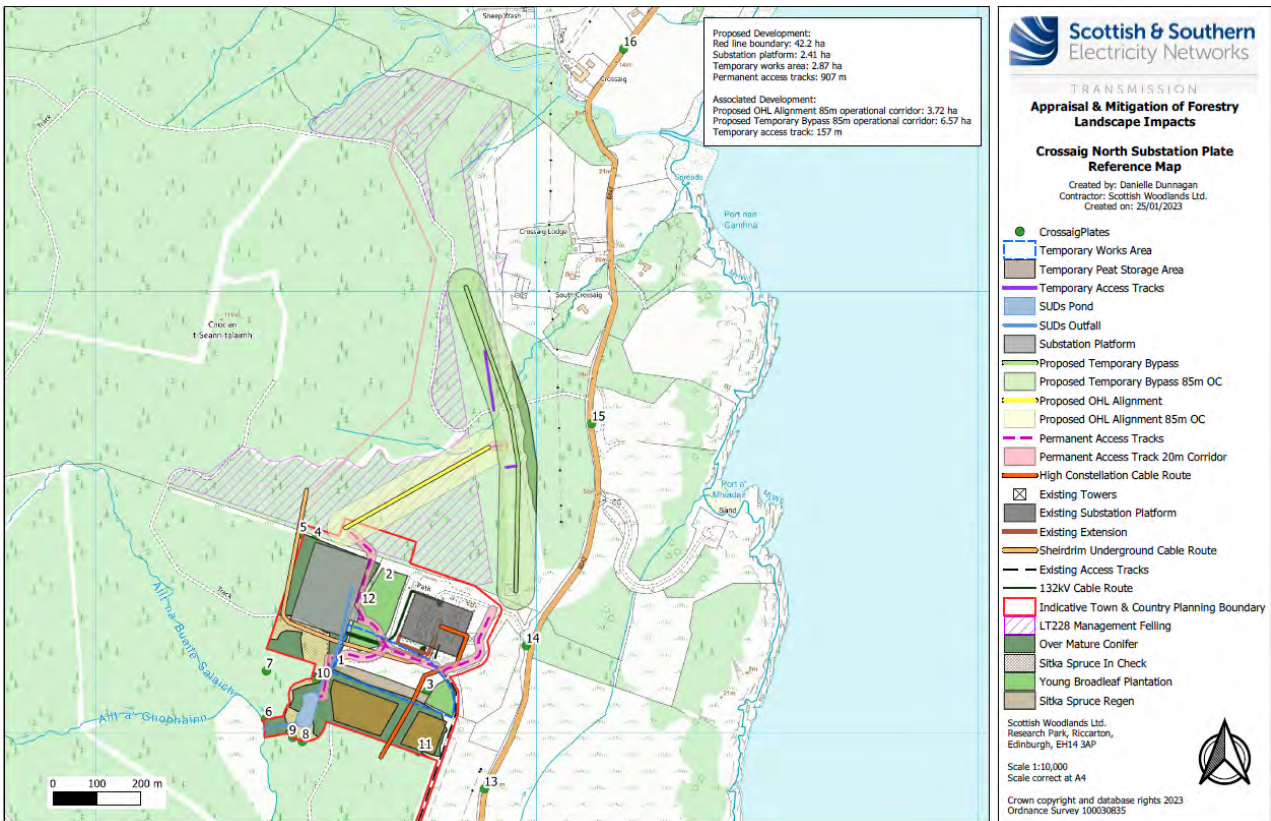 Sheep Wash
Track
16
14m
Crossaig
Proposed Development:
Red line boundary: 42.2 ha
Substation platform: 2.41 ha
Temporary works area: 2.87 ha
Permanent access tracks: 907 m
Associated Development:
Proposed OHL Alignment 85m operational corridor: 3.72 ha
Proposed Temporary Bypass 85m operational corridor: 6.57 ha
Temporary access track: 157 m
Track
21m
Spreads
Port nan
Gamhna
Crossaig Lodge
South Crossaig
MHWS
Cnoc an
t-Seann-talaimh
15
Port a'
Mhiadar
Sand
MLWS
5
4
2
Path
12
Track
14
Allt na Buaile Salaich
1
7
10
3
6
Allt a' Ghobhainn
9
8
11
13
0 100 200 m
Scottish & Southern
Electricity Networks
TRANSMISSION
Appraisal & Mitigation of Forestry
Landscape Impacts
Crossaig North Substation Plate
Reference Map
Created by: Danielle Dunnagan
Contractor: Scottish Woodlands Ltd.
Created on: 25/01/2023
CrossaigPlates
Temporary Works Area
Temporary Peat Storage Area
Temporary Access Tracks
SUDs Pond
SUDs Outfall
Substation Platform
Proposed Temporary Bypass
Proposed Temporary Bypass 85m OC
Proposed OHL Alignment
Proposed OHL Alignment 85m OC
Permanent Access Tracks
Permanent Access Track 20m Corridor
High Constellation Cable Route
Existing Towers
Existing Substation Platform
Existing Extension
Sheirdrim Underground Cable Route
Existing Access Tracks
132kV Cable Route
Indicative Town & Country Planning Boundary
LT228 Management Felling
Over Mature Conifer
Sitka Spruce In Check
Young Broadleaf Plantation
Sitka Spruce Regen
Scottish Woodlands Ltd.
Research Park, Riccarton,
Edinburgh, EH14 3AP
Scale 1:10,000
Scale correct at A4
Crown copyright and database rights 2023
Ordnance Survey 100030835